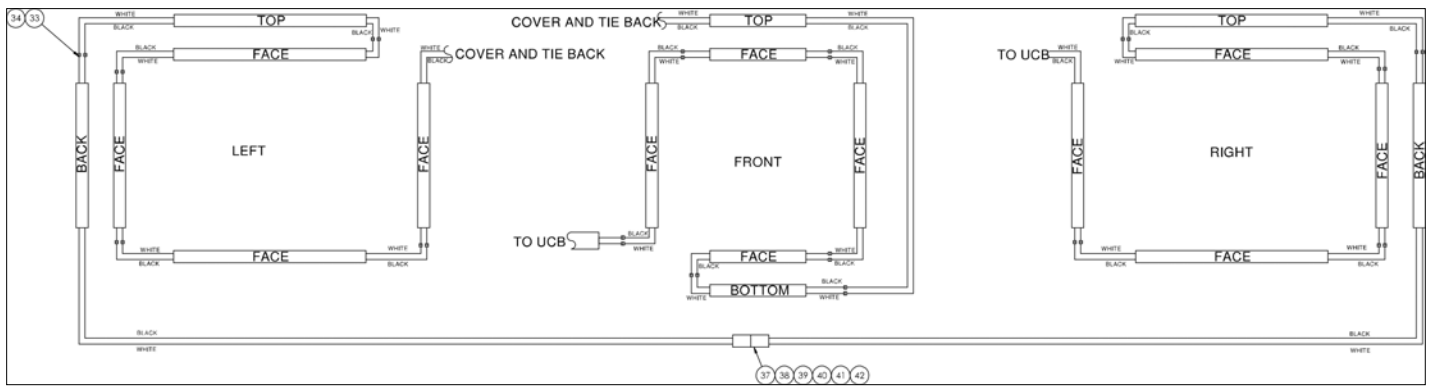 34 33
WHITE
BLACK
TOP
BLACK
WHITE
BLACK
WHITE
FACE
WHITE
BLACK
COVER AND TIE BACK
BACK
FACE
LEFT
FACE
WHITE
BLACK
FACE
WHITE
BLACK
COVER AND TIE BACK
WHITE
BLACK
TOP
WHITE
BLACK
BLACK
WHITE
FACE
BLACK
WHITE
FACE
FRONT
FACE
TO UCB
BLACK
WHITE
BLACK
FACE
WHITE
BLACK
WHITE
BOTTOM
BLACK
WHITE
TO UCB
WHITE
BLACK
TOP
WHITE
BLACK
BLACK
WHITE
FACE
BLACK
WHITE
FACE
RIGHT
FACE
BACK
WHITE
BLACK
FACE
WHITE
BLACK
BLACK
WHITE
BLACK
WHITE
37 38 39 40 41 42